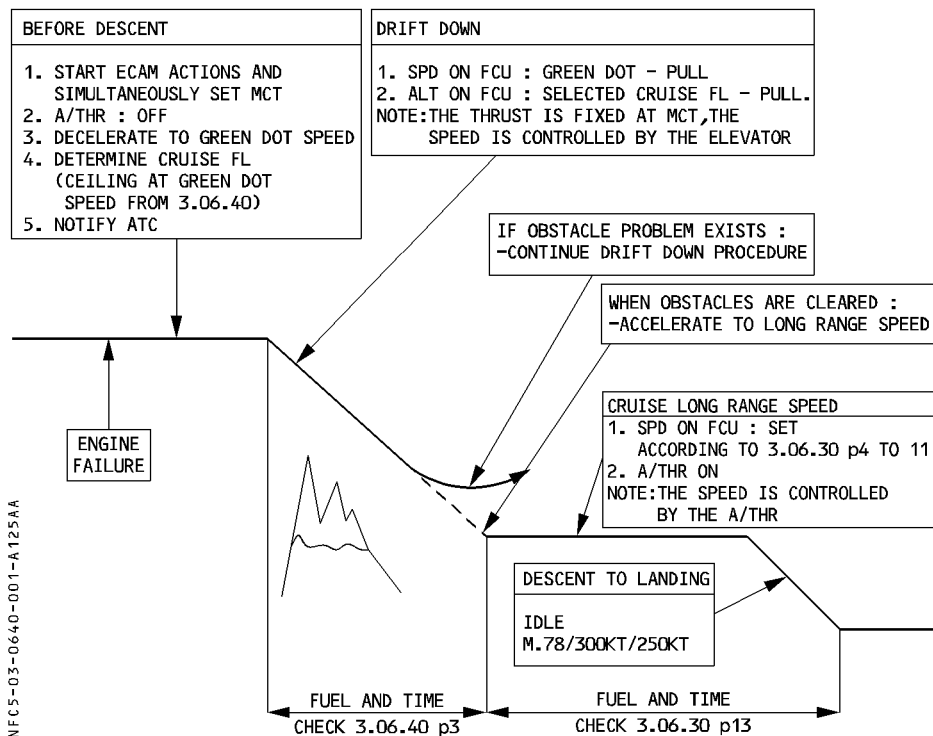 BEFORE DESCENT
1. START ECAM ACTIONS AND
SIMULTANEOUSLY SET MCT
2. A/THR : OFF
3. DECELERATE TO GREEN DOT SPEED
4. DETERMINE CRUISE FL
(CEILING AT GREEN DOT
SPEED FROM 3.06.40)
5. NOTIFY ATC
DRIFT DOWN
1. SPD ON FCU : GREEN DOT - PULL
2. ALT ON FCU : SELECTED CRUISE FL - PULL.
NOTE:THE THRUST IS FIXED AT MCT,THE
SPEED IS CONTROLLED BY THE ELEVATOR
IF OBSTACLE PROBLEM EXISTS :
-CONTINUE DRIFT DOWN PROCEDURE
WHEN OBSTACLES ARE CLEARED :
-ACCELERATE TO LONG RANGE SPEED
ENGINE
FAILURE
CRUISE LONG RANGE SPEED
1. SPD ON FCU : SET
ACCORDING TO 3.06.30 p4 TO 11
2. A/THR ON
NOTE:THE SPEED IS CONTROLLED
BY THE A/THR
DESCENT TO LANDING
IDLE
M.78/300KT/250KT
FUEL AND TIME
CHECK 3.06.40 p3
FUEL AND TIME
CHECK 3.06.30 p13
NFC5-03-0640-001-A125AA